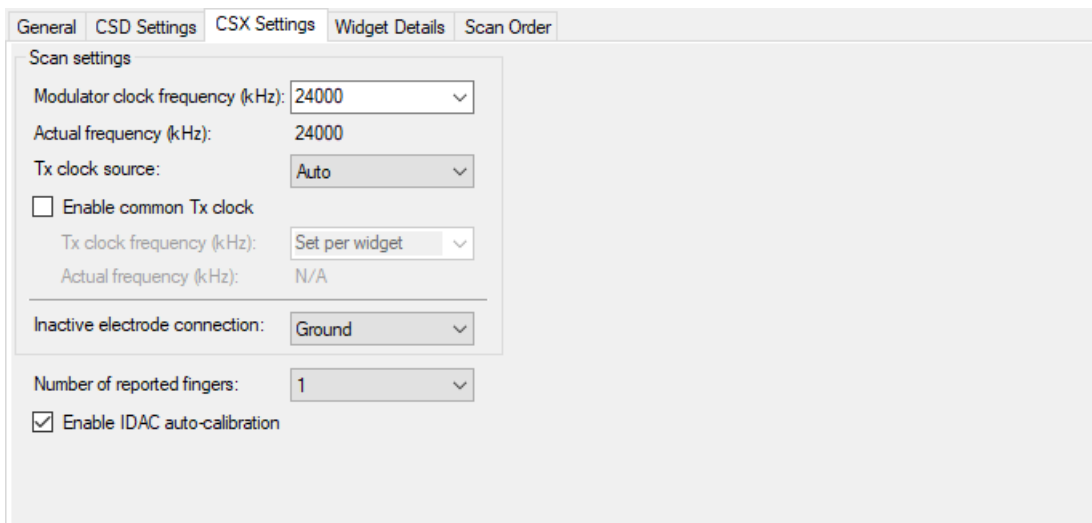 General CSD Settings CSX Settings Widget Details Scan Order
Scan settings
Modulator clock frequency (kHz): 24000
Actual frequency (kHz): 24000
Tx clock source: Auto
Enable common Tx clock
Tx clock frequency (kHz): Set per widget
Actual frequency (kHz): N/A
Inactive electrode connection: Ground
Number of reported fingers: 1
Enable IDAC auto-calibration